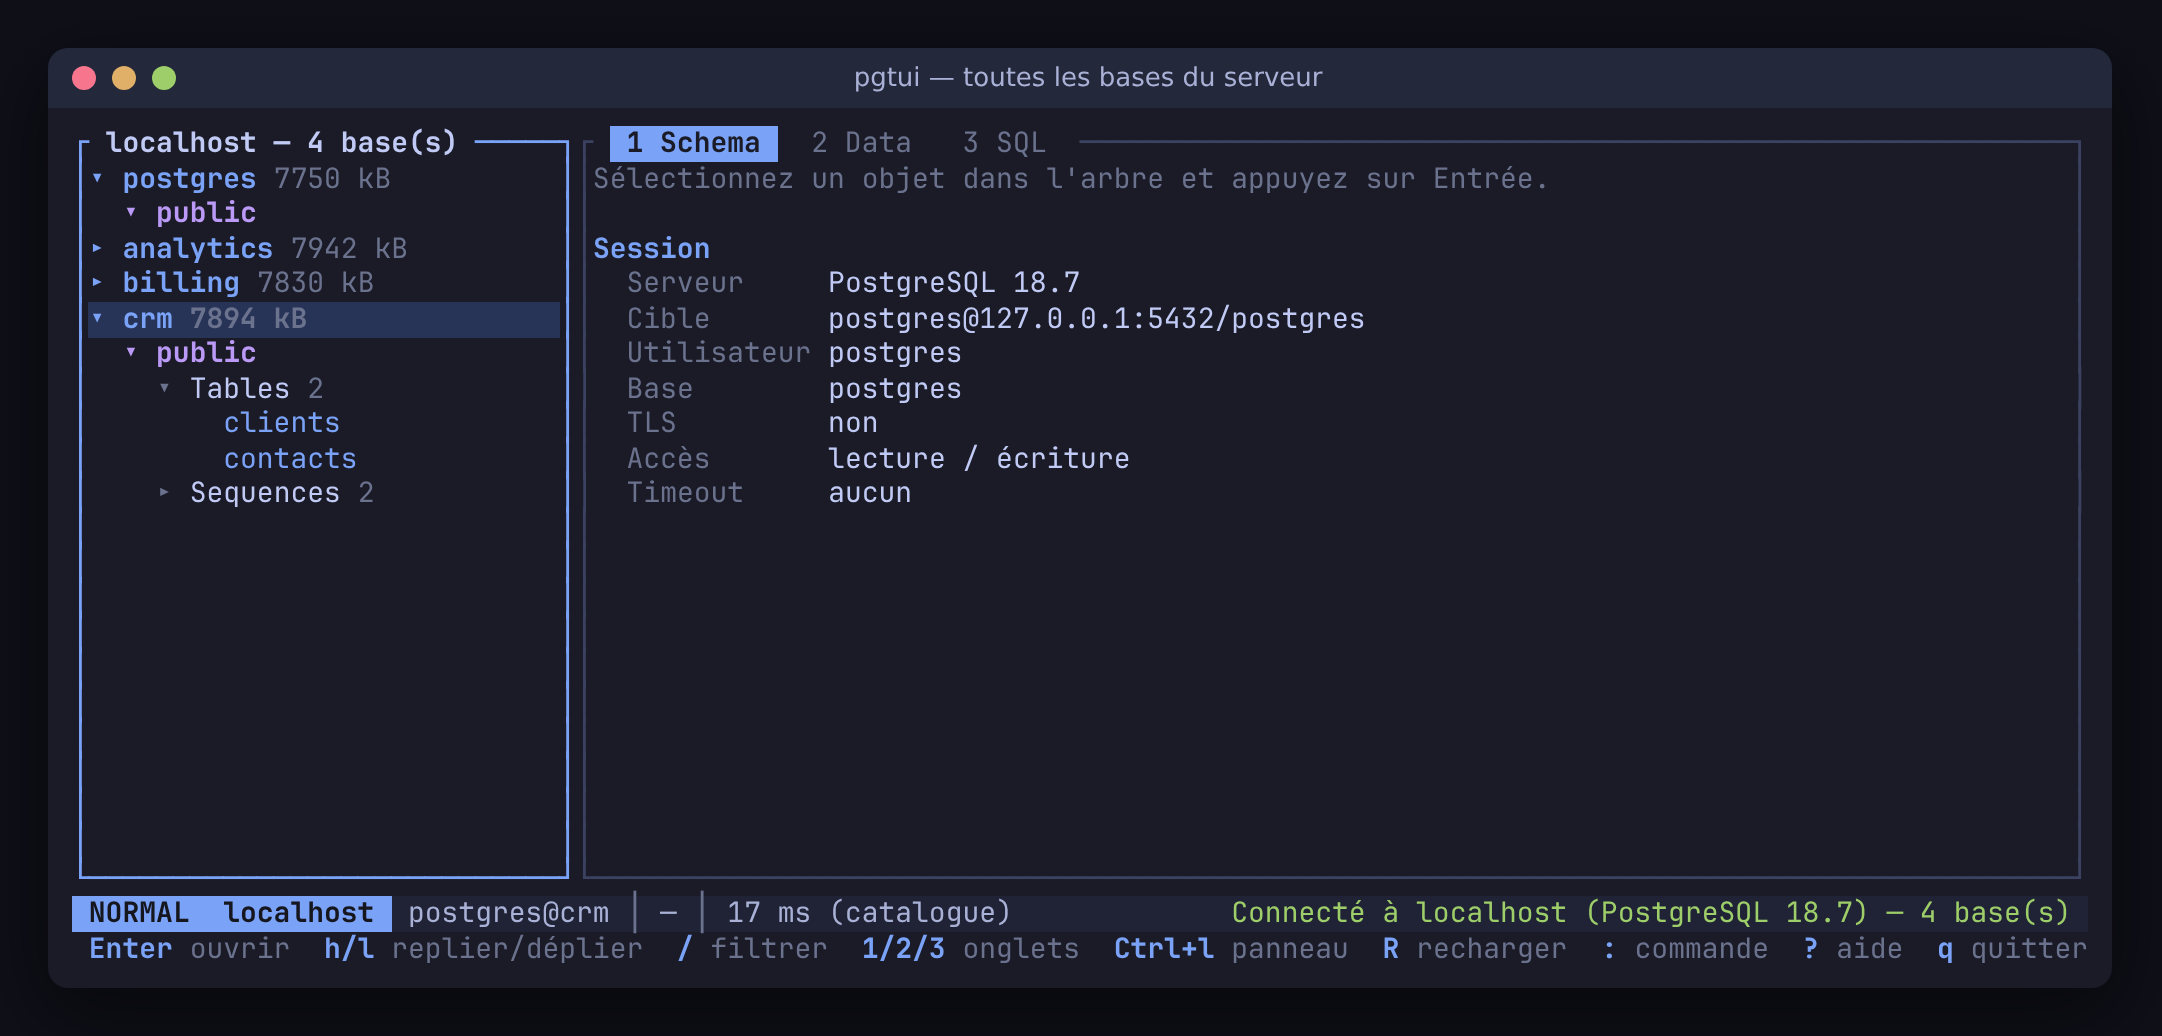 pgtui — toutes les bases du serveur
localhost — 4 base(s)
▾ postgres 7750 kB
▾ public
▸ analytics 7942 kB
▸ billing 7830 kB
▾ crm 7894 kB
▾ public
▾ Tables 2
clients
contacts
▸ Sequences 2
1 Schema 2 Data 3 SQL
Sélectionnez un objet dans l'arbre et appuyez sur Entrée.
Session
Serveur PostgreSQL 18.7
Cible postgres@127.0.0.1:5432/postgres
Utilisateur postgres
Base postgres
TLS non
Accès lecture / écriture
Timeout aucun
NORMAL localhost postgres@crm │ — │ 17 ms (catalogue) Connecté à localhost (PostgreSQL 18.7) — 4 base(s)
Enter ouvrir h/l replier/déplier / filtrer 1/2/3 onglets Ctrl+l panneau R recharger : commande ? aide q quitter